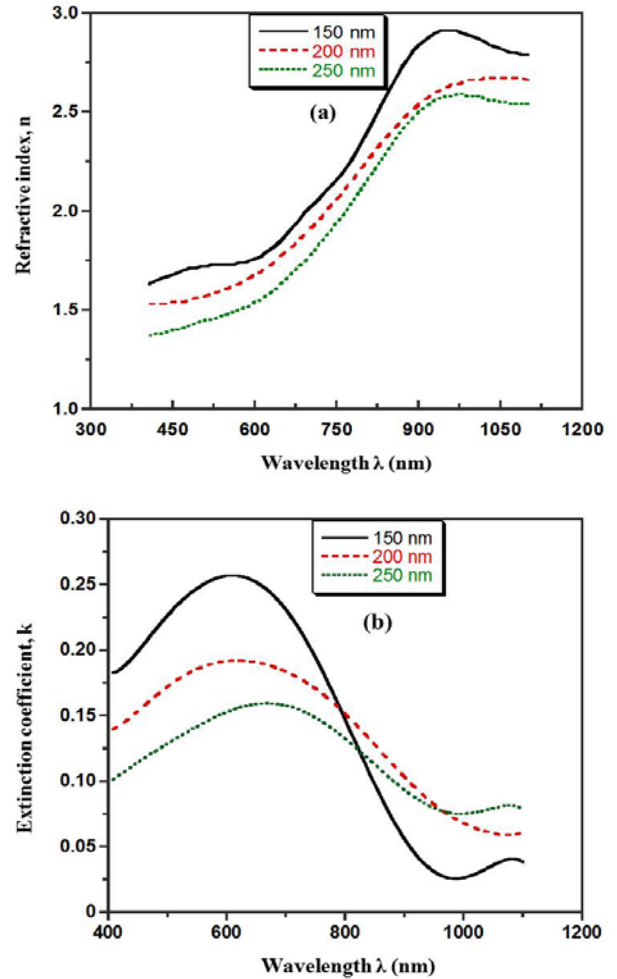 150 nm
200 nm
250 nm
(a)
3.0
2.5
2.0
1.5
1.0
Refractive index, n
300 450 600 750 900 1050 1200
Wavelength λ (nm)
150 nm
200 nm
250 nm
(b)
0.30
0.25
0.20
0.15
0.10
0.05
0
Extinction coefficient, k
400 600 800 1000 1200
Wavelength λ (nm)